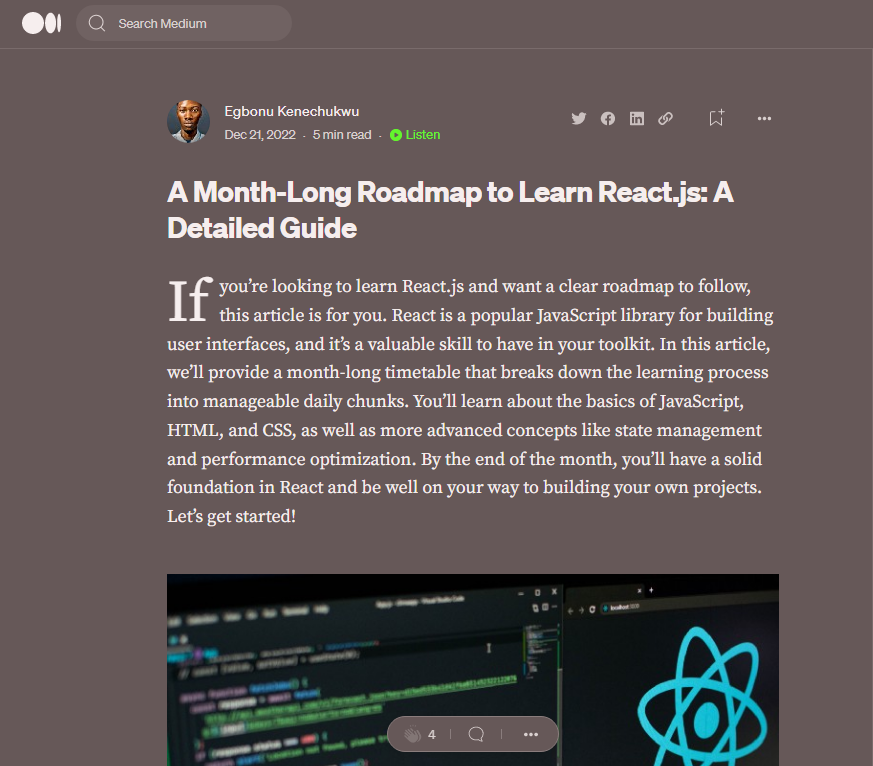 Search Medium
Egbonu Kenechukwu
Dec 21, 2022 · 5 min read · Listen
A Month-Long Roadmap to Learn React.js: A
Detailed Guide
If you’re looking to learn React.js and want a clear roadmap to follow,
this article is for you. React is a popular JavaScript library for building
user interfaces, and it’s a valuable skill to have in your toolkit. In this article,
we’ll provide a month-long timetable that breaks down the learning process
into manageable daily chunks. You’ll learn about the basics of JavaScript,
HTML, and CSS, as well as more advanced concepts like state management
and performance optimization. By the end of the month, you’ll have a solid
foundation in React and be well on your way to building your own projects.
Let’s get started!
4